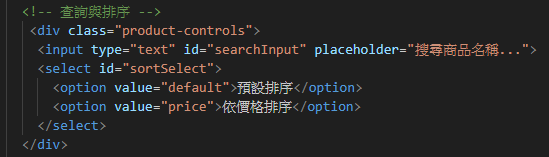 <!-- 查詢與排序 -->
<div class="product-controls">
<input type="text" id="searchInput" placeholder="搜尋商品名稱...">
<select id="sortSelect">
<option value="default">預設排序</option>
<option value="price">依價格排序</option>
</select>
</div>